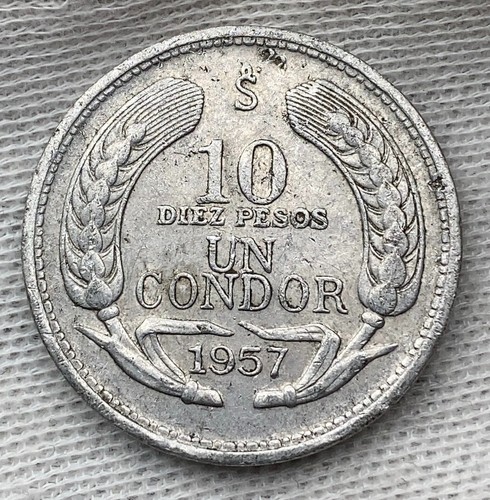 S
10
DIEZ PESOS
UN
CONDOR
1957